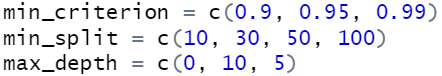 min_criterion = c(0.9, 0.95, 0.99)
min_split = c(10, 30, 50, 100)
max_depth = c(0, 10, 5)